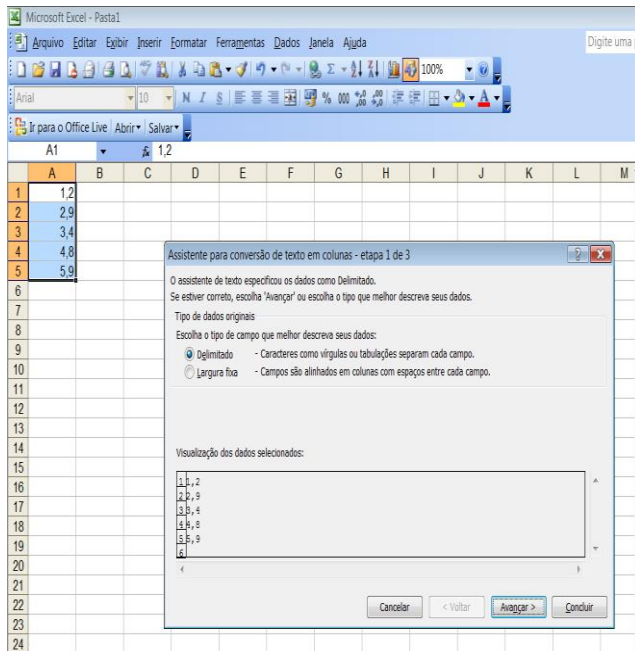 Microsoft Excel - Pasta1
Arquivo Editar Exibir Inserir Formatar Ferramentas Dados Janela Ajuda
Digite uma
100%
Arial 10 N I S % 000
Ir para o Office Live Abrir Salvar
A1 fx 1,2
A B C D E F G H I J K L M
1 1,2
2 2,9
3 3,4
4 4,8
5 5,9
6
7
8
9
10
11
12
13
14
15
16
17
18
19
20
21
22
23
24
Assistente para conversão de texto em colunas - etapa 1 de 3
O assistente de texto especificou os dados como Delimitado.
Se estiver correto, escolha 'Avançar' ou escolha o tipo que melhor descreva seus dados.
Tipo de dados originais
Escolha o tipo de campo que melhor descreva seus dados:
Delimitado - Caracteres como vírgulas ou tabulações separam cada campo.
Largura fixa - Campos são alinhados em colunas com espaços entre cada campo.
Visualização dos dados selecionados:
1 1,2
2 2,9
3 3,4
4 4,8
5 5,9
6
Cancelar < Voltar Avançar > Concluir